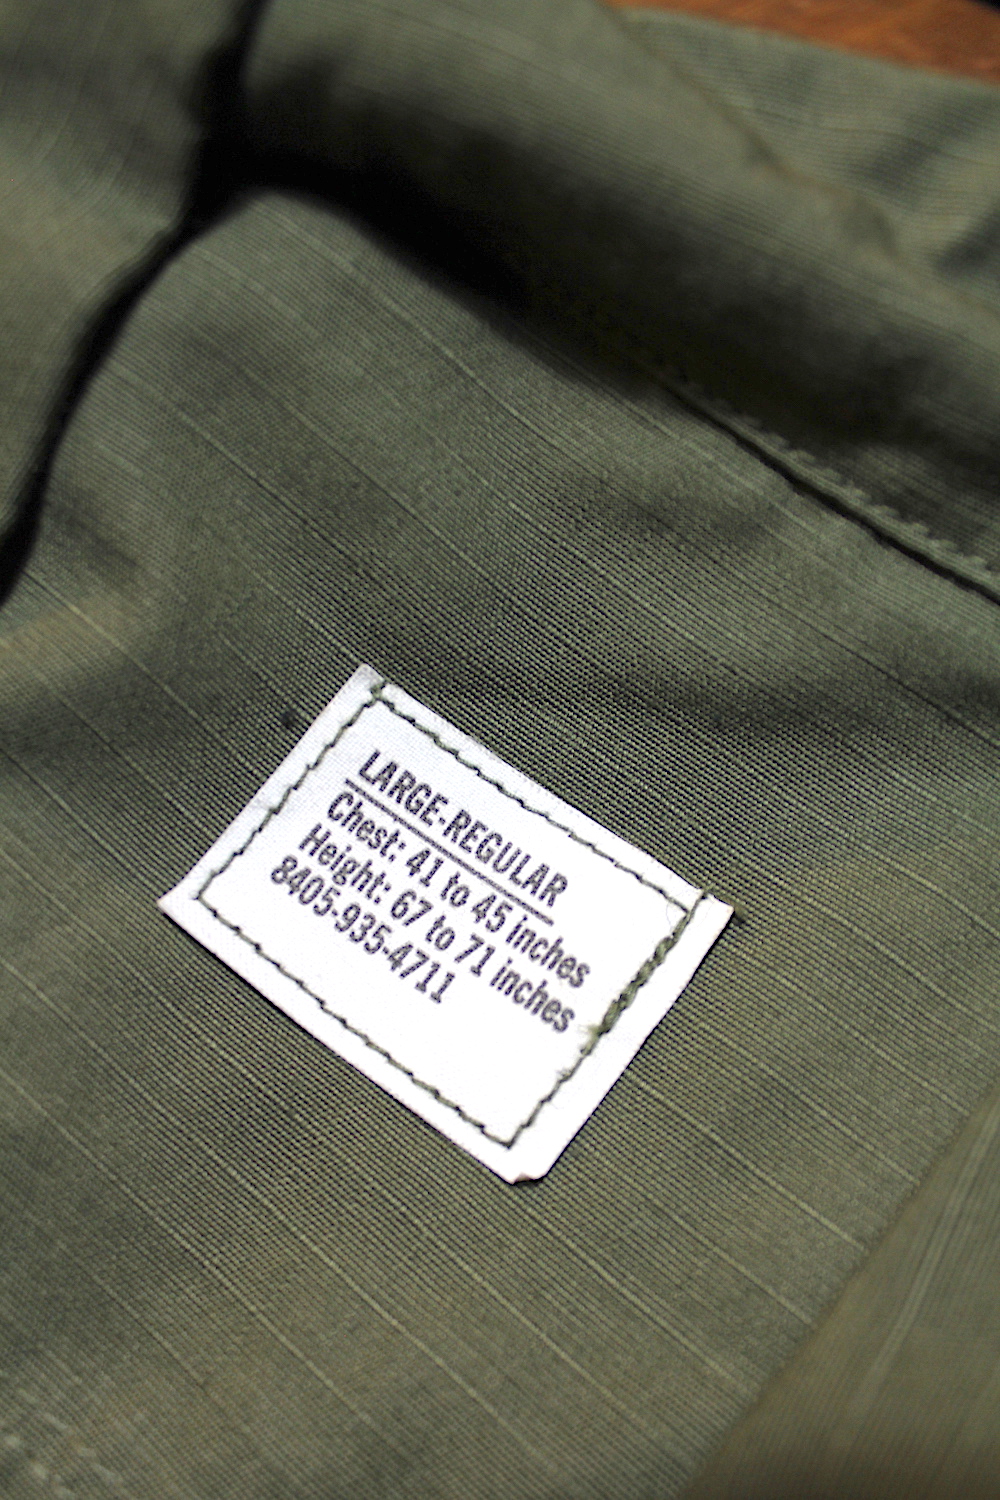 LARGE-REGULAR
Chest: 41 to 45 inches
Height: 67 to 71 inches
8405-935-4711